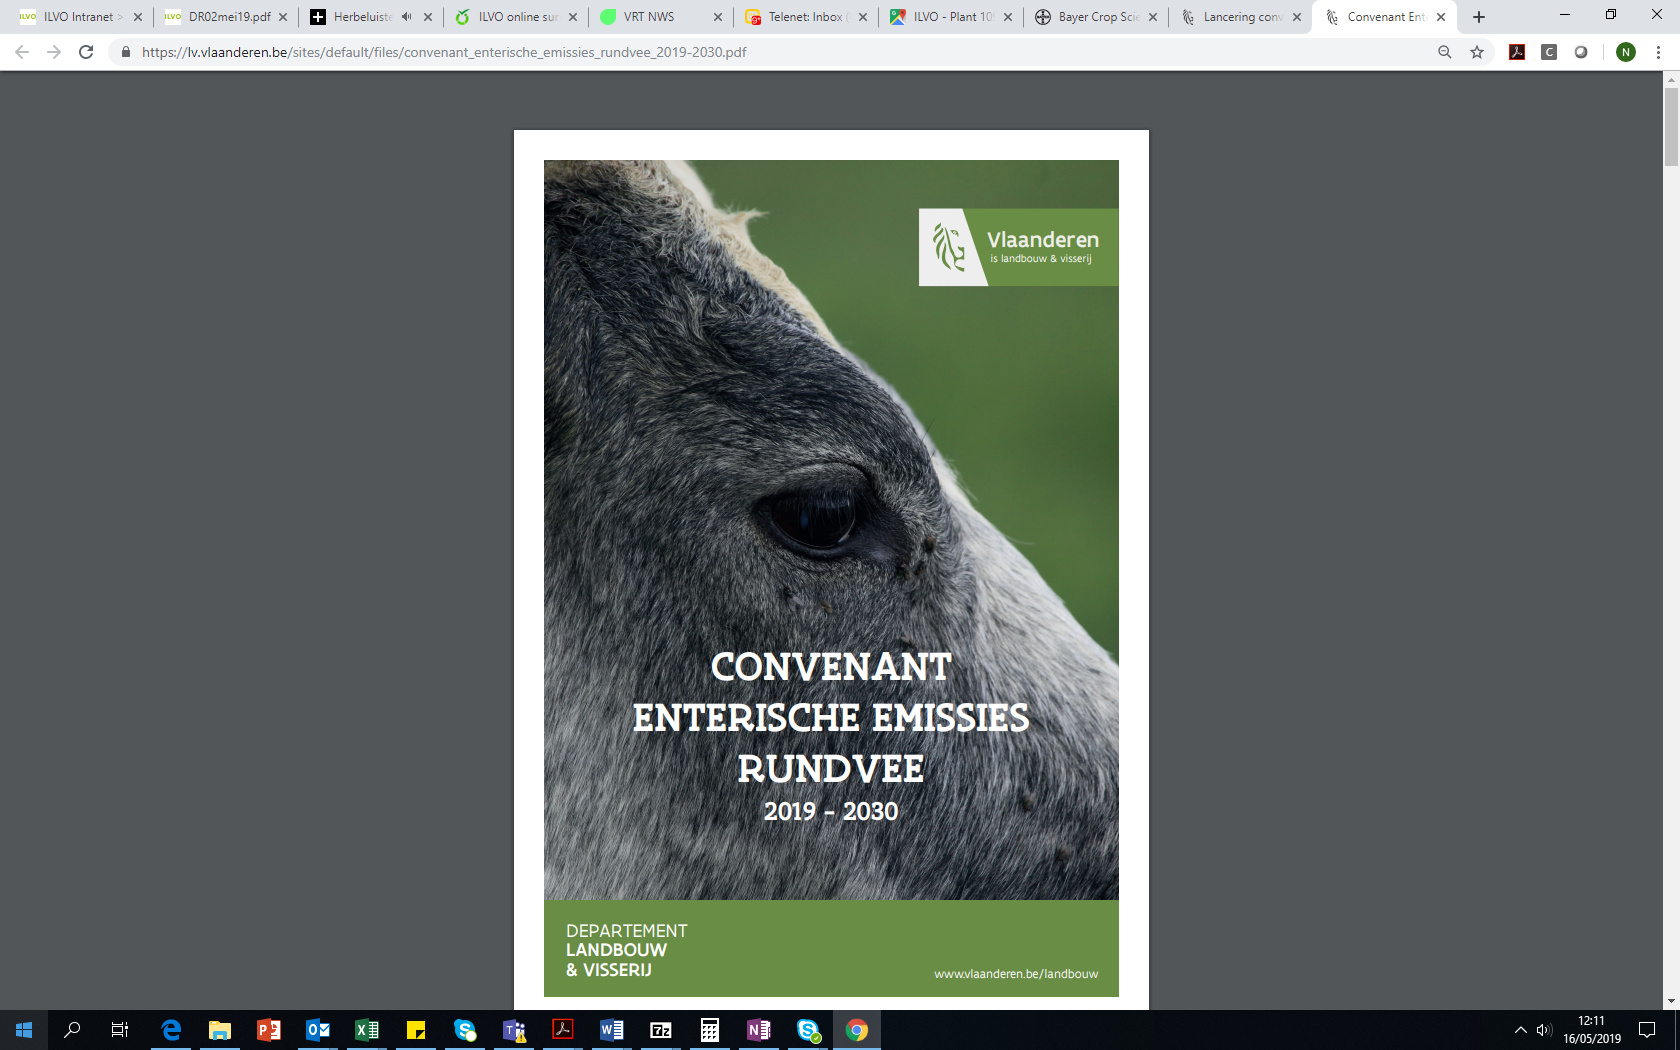 ILVO Intranet >
DR02mei19.pdf
Herbeluiste
ILVO online sur
VRT NWS
Telenet: Inbox (
ILVO - Plant 10
Bayer Crop Scie
Lancering conv
Convenant Ente
https://lv.vlaanderen.be/sites/default/files/convenant_enterische_emissies_rundvee_2019-2030.pdf
C
N
Vlaanderen
is landbouw & visserij
CONVENANT
ENTERISCHE EMISSIES
RUNDVEE
2019 - 2030
DEPARTEMENT
LANDBOUW
& VISSERIJ
www.vlaanderen.be/landbouw
12:11
16/05/2019